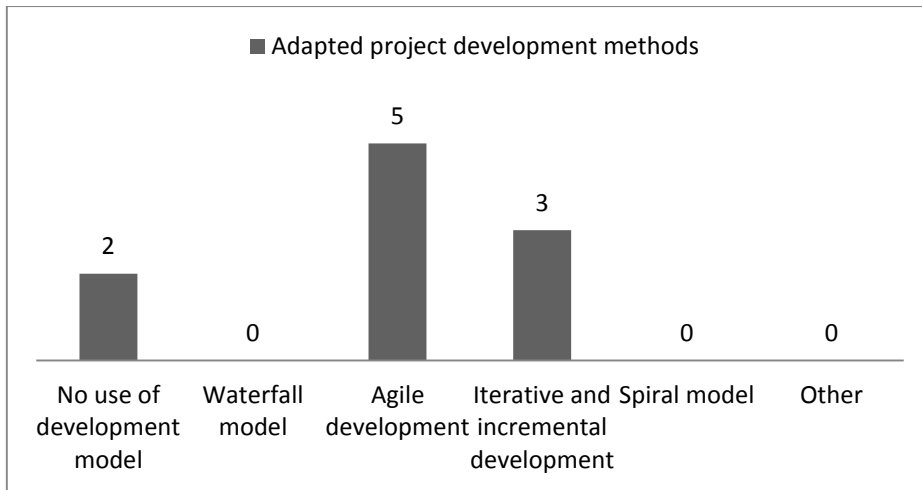 Adapted project development methods
5
3
2
0
0
0
No use of development model
Waterfall model
Agile development
Iterative and incremental development
Spiral model
Other